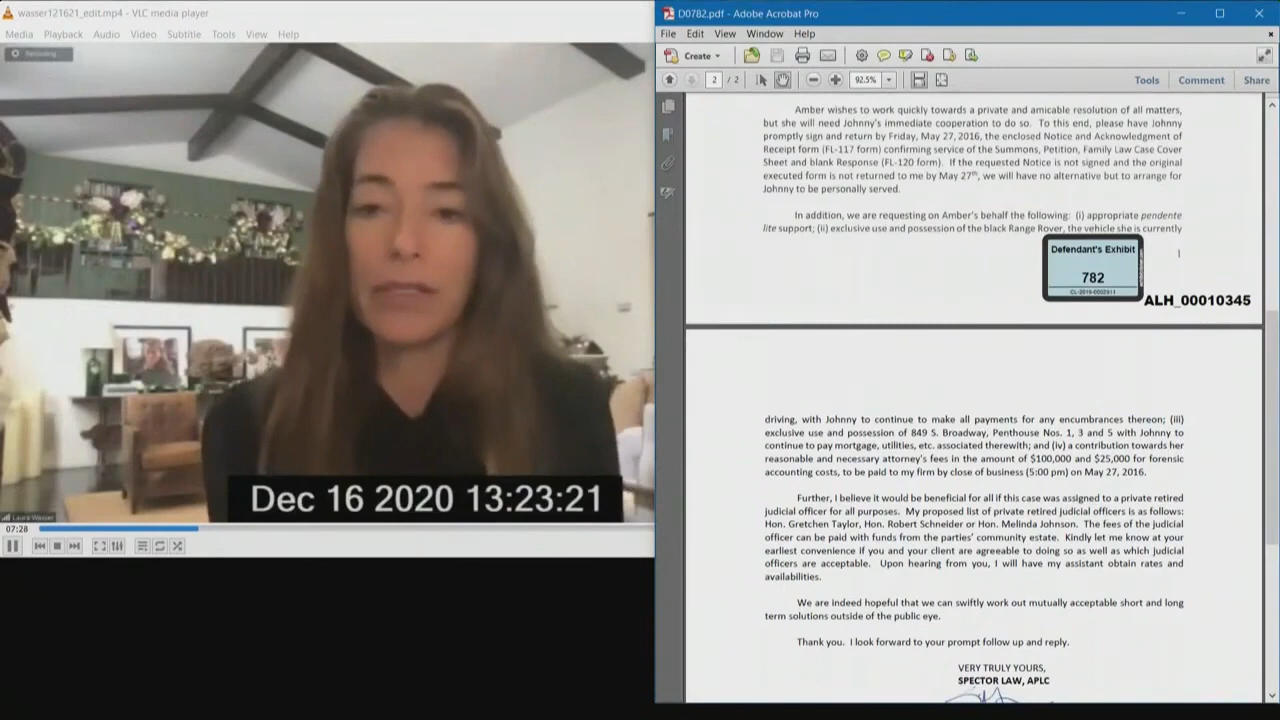 wasser121621_edit.mp4 - VLC media player
Media Playback Audio Video Subtitle Tools View Help
Recording
Laura Wasser
Dec 16 2020 13:23:21
07:28
D0782.pdf - Adobe Acrobat Pro
File Edit View Window Help
Create
2 / 2
92.5%
Tools Comment Share
Amber wishes to work quickly towards a private and amicable resolution of all matters,
but she will need Johnny's immediate cooperation to do so. To this end, please have Johnny
promptly sign and return by Friday, May 27, 2016, the enclosed Notice and Acknowledgment of
Receipt form (FL-117 form) confirming service of the Summons, Petition, Family Law Case Cover
Sheet and blank Response (FL-120 form). If the requested Notice is not signed and the original
executed form is not returned to me by May 27th, we will have no alternative but to arrange for
Johnny to be personally served.
In addition, we are requesting on Amber's behalf the following: (i) appropriate pendente
lite support; (ii) exclusive use and possession of the black Range Rover, the vehicle she is currently
Defendant's Exhibit
782
CL-2019-0002911
ALH_00010345
driving, with Johnny to continue to make all payments for any encumbrances thereon; (iii)
exclusive use and possession of 849 S. Broadway, Penthouse Nos. 1, 3 and 5 with Johnny to
continue to pay mortgage, utilities, etc. associated therewith; and (iv) a contribution towards her
reasonable and necessary attorney's fees in the amount of $100,000 and $25,000 for forensic
accounting costs, to be paid to my firm by close of business (5:00 pm) on May 27, 2016.
Further, I believe it would be beneficial for all if this case was assigned to a private retired
judicial officer for all purposes. My proposed list of private retired judicial officers is as follows:
Hon. Gretchen Taylor, Hon. Robert Schneider or Hon. Melinda Johnson. The fees of the judicial
officer can be paid with funds from the parties' community estate. Kindly let me know at your
earliest convenience if you and your client are agreeable to doing so as well as which judicial
officers are acceptable. Upon hearing from you, I will have my assistant obtain rates and
availabilities.
We are indeed hopeful that we can swiftly work out mutually acceptable short and long
term solutions outside of the public eye.
Thank you. I look forward to your prompt follow up and reply.
VERY TRULY YOURS,
SPECTOR LAW, APLC